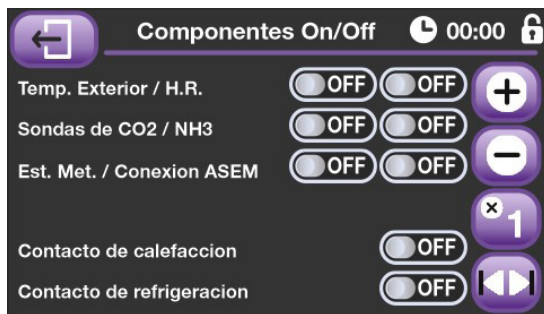 Componentes On/Off 00:00
Temp. Exterior / H.R. OFF OFF
Sondas de CO2 / NH3 OFF OFF
Est. Met. / Conexion ASEM OFF OFF
×1
Contacto de calefaccion OFF
Contacto de refrigeracion OFF